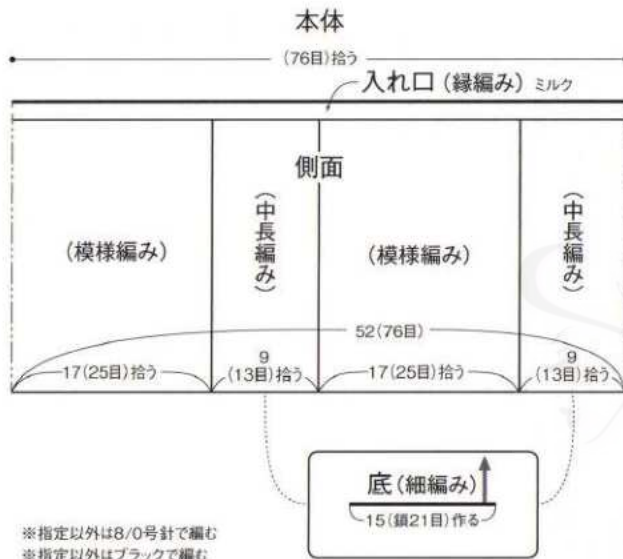 本体
(76目)拾う
入れ口(縁編み) ミルク
側面
(模様編み)
(中長編み)
(模様編み)
(中長編み)
52(76目)
17(25目)拾う
9
(13目)拾う
17(25目)拾う
9
(13目)拾う
底(細編み)
15(鎖21目)作る
※指定以外は8/0号針で編む
※指定以外はブラックで編む